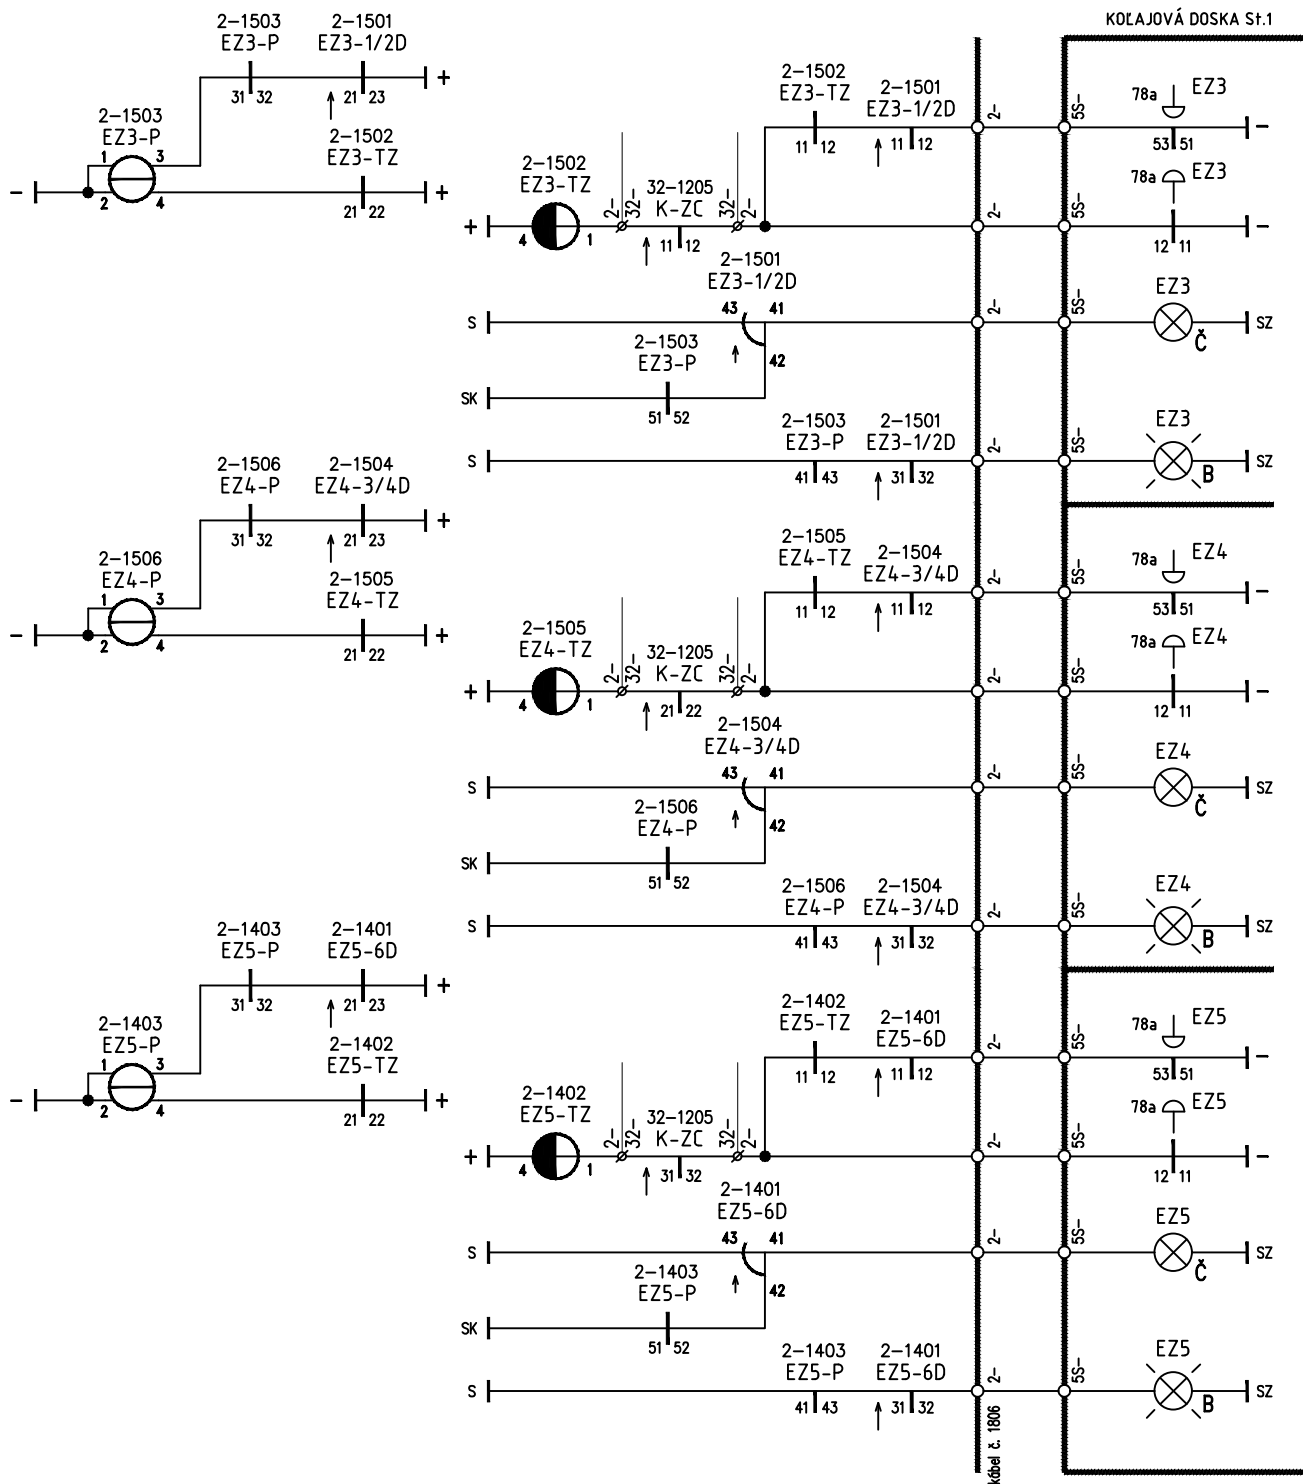 KOĽAJOVÁ DOSKA St.1
2-1503
EZ3-P
31 32
2-1501
EZ3-1/2D
21 23
+
2-1503
EZ3-P
1 3
2 4
-
2-1502
EZ3-TZ
21 22
+
2-1502
EZ3-TZ
11 12
2-1501
EZ3-1/2D
11 12
2-
5S-
78a
EZ3
53 51
-
2-1502
EZ3-TZ
+
4 1
2-
32-
32-1205
K-ZC
11 12
32-
2-
2-
5S-
78a
EZ3
12 11
-
2-1501
EZ3-1/2D
43 41
42
S
2-
5S-
EZ3
Č
SZ
2-1503
EZ3-P
51 52
SK
S
2-1503
EZ3-P
41 43
2-1501
EZ3-1/2D
31 32
2-
5S-
EZ3
B
SZ
2-1506
EZ4-P
31 32
2-1504
EZ4-3/4D
21 23
+
2-1506
EZ4-P
1 3
2 4
-
2-1505
EZ4-TZ
21 22
+
2-1505
EZ4-TZ
11 12
2-1504
EZ4-3/4D
11 12
2-
5S-
78a
EZ4
53 51
-
2-1505
EZ4-TZ
+
4 1
2-
32-
32-1205
K-ZC
21 22
32-
2-
2-
5S-
78a
EZ4
12 11
-
2-1504
EZ4-3/4D
43 41
42
S
2-
5S-
EZ4
Č
SZ
2-1506
EZ4-P
51 52
SK
S
2-1506
EZ4-P
41 43
2-1504
EZ4-3/4D
31 32
2-
5S-
EZ4
B
SZ
2-1403
EZ5-P
31 32
2-1401
EZ5-6D
21 23
+
2-1403
EZ5-P
1 3
2 4
-
2-1402
EZ5-TZ
21 22
+
2-1402
EZ5-TZ
11 12
2-1401
EZ5-6D
11 12
2-
5S-
78a
EZ5
53 51
-
2-1402
EZ5-TZ
+
4 1
2-
32-
32-1205
K-ZC
31 32
32-
2-
2-
5S-
78a
EZ5
12 11
-
2-1401
EZ5-6D
43 41
42
S
2-
5S-
EZ5
Č
SZ
2-1403
EZ5-P
51 52
SK
S
2-1403
EZ5-P
41 43
2-1401
EZ5-6D
31 32
2-
5S-
EZ5
B
SZ
kábel č. 1806